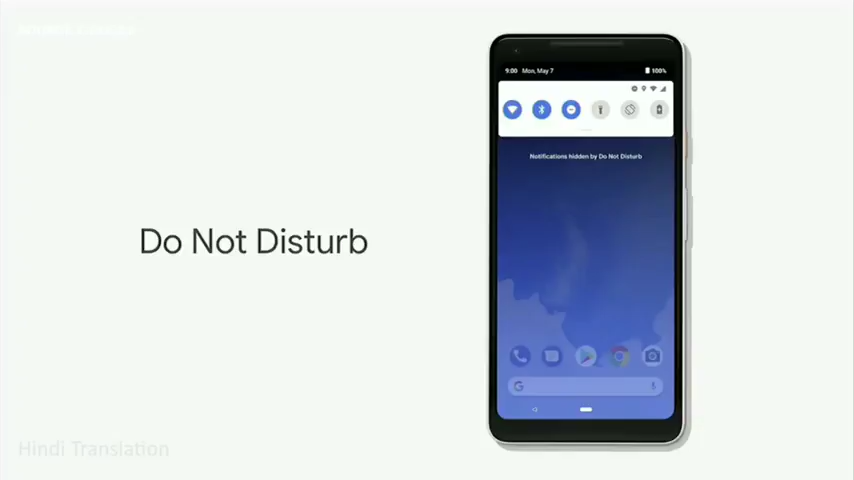 9:00 Mon, May 7
100%
Notifications hidden by Do Not Disturb
Do Not Disturb
Hindi Translation